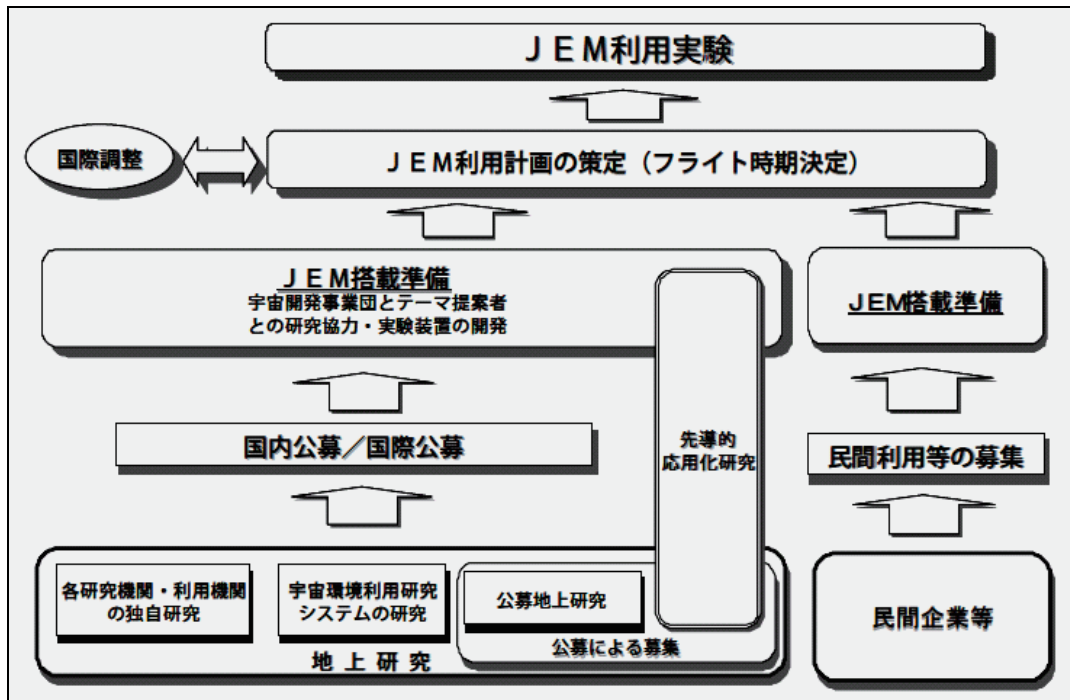 ＪＥＭ利用実験
国際調整
ＪＥＭ利用計画の策定（フライト時期決定）
ＪＥＭ搭載準備
宇宙開発事業団とテーマ提案者
との研究協力・実験装置の開発
ＪＥＭ搭載準備
先導的
応用化研究
国内公募／国際公募
民間利用等の募集
各研究機関・利用機関
の独自研究
宇宙環境利用研究
システムの研究
公募地上研究
公募による募集
地上研究
民間企業等